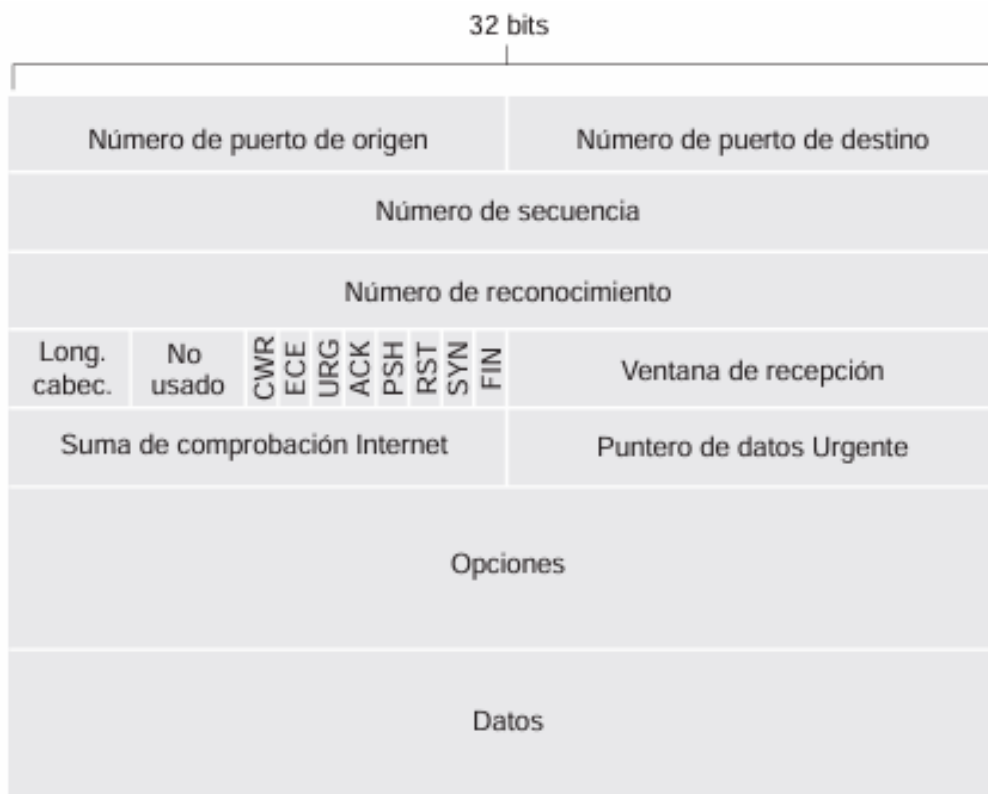 32 bits
Número de puerto de origen
Número de puerto de destino
Número de secuencia
Número de reconocimiento
Long.
cabec.
No
usado
CWR
ECE
URG
ACK
PSH
RST
SYN
FIN
Ventana de recepción
Suma de comprobación Internet
Puntero de datos Urgente
Opciones
Datos